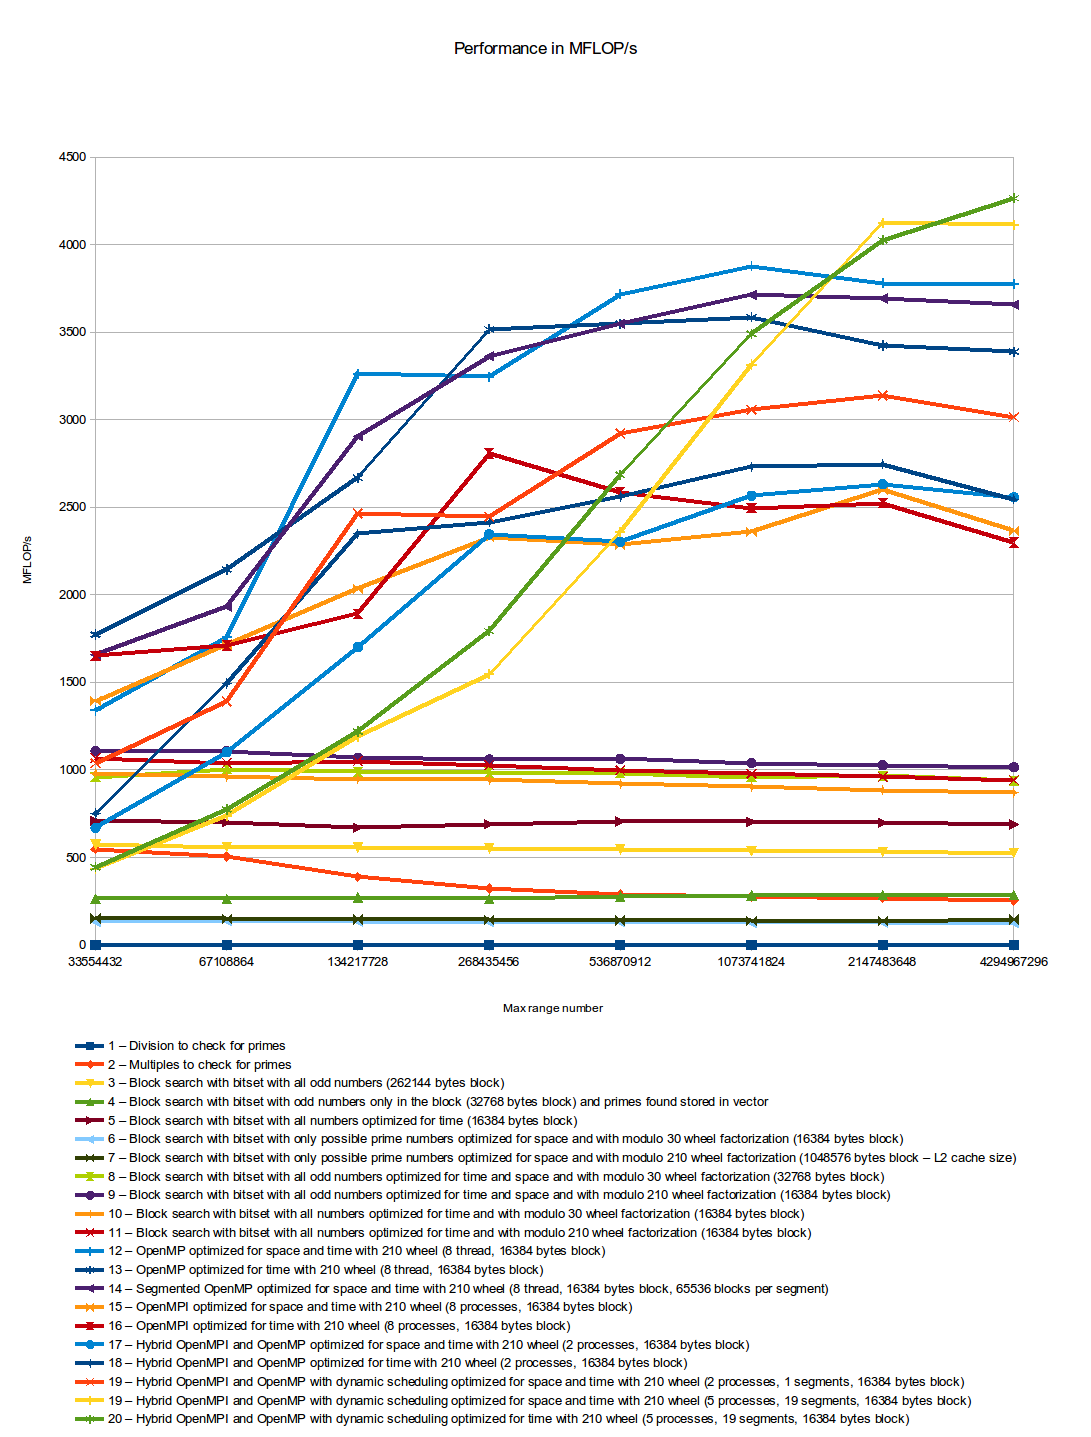 Performance in MFLOP/s
4500
4000
3500
3000
2500
2000
1500
1000
500
0
MFLOP/s
33554432 67108864 134217728 268435456 536870912 1073741824 2147483648 4294967296
Max range number
1 – Division to check for primes
2 – Multiples to check for primes
3 – Block search with bitset with all odd numbers (262144 bytes block)
4 – Block search with bitset with odd numbers only in the block (32768 bytes block) and primes found stored in vector
5 – Block search with bitset with all numbers optimized for time (16384 bytes block)
6 – Block search with bitset with only possible prime numbers optimized for space and with modulo 30 wheel factorization (16384 bytes block)
7 – Block search with bitset with only possible prime numbers optimized for space and with modulo 210 wheel factorization (1048576 bytes block – L2 cache size)
8 – Block search with bitset with all odd numbers optimized for time and space and with modulo 30 wheel factorization (32768 bytes block)
9 – Block search with bitset with all odd numbers optimized for time and space and with modulo 210 wheel factorization (16384 bytes block)
10 – Block search with bitset with all numbers optimized for time and with modulo 30 wheel factorization (16384 bytes block)
11 – Block search with bitset with all numbers optimized for time and with modulo 210 wheel factorization (16384 bytes block)
12 – OpenMP optimized for space and time with 210 wheel (8 thread, 16384 bytes block)
13 – OpenMP optimized for time with 210 wheel (8 thread, 16384 bytes block)
14 – Segmented OpenMP optimized for space and time with 210 wheel (8 thread, 16384 bytes block, 65536 blocks per segment)
15 – OpenMPI optimized for space and time with 210 wheel (8 processes, 16384 bytes block)
16 – OpenMPI optimized for time with 210 wheel (8 processes, 16384 bytes block)
17 – Hybrid OpenMPI and OpenMP optimized for space and time with 210 wheel (2 processes, 16384 bytes block)
18 – Hybrid OpenMPI and OpenMP optimized for time with 210 wheel (2 processes, 16384 bytes block)
19 – Hybrid OpenMPI and OpenMP with dynamic scheduling optimized for space and time with 210 wheel (2 processes, 1 segments, 16384 bytes block)
19 – Hybrid OpenMPI and OpenMP with dynamic scheduling optimized for space and time with 210 wheel (5 processes, 19 segments, 16384 bytes block)
20 – Hybrid OpenMPI and OpenMP with dynamic scheduling optimized for time with 210 wheel (5 processes, 19 segments, 16384 bytes block)